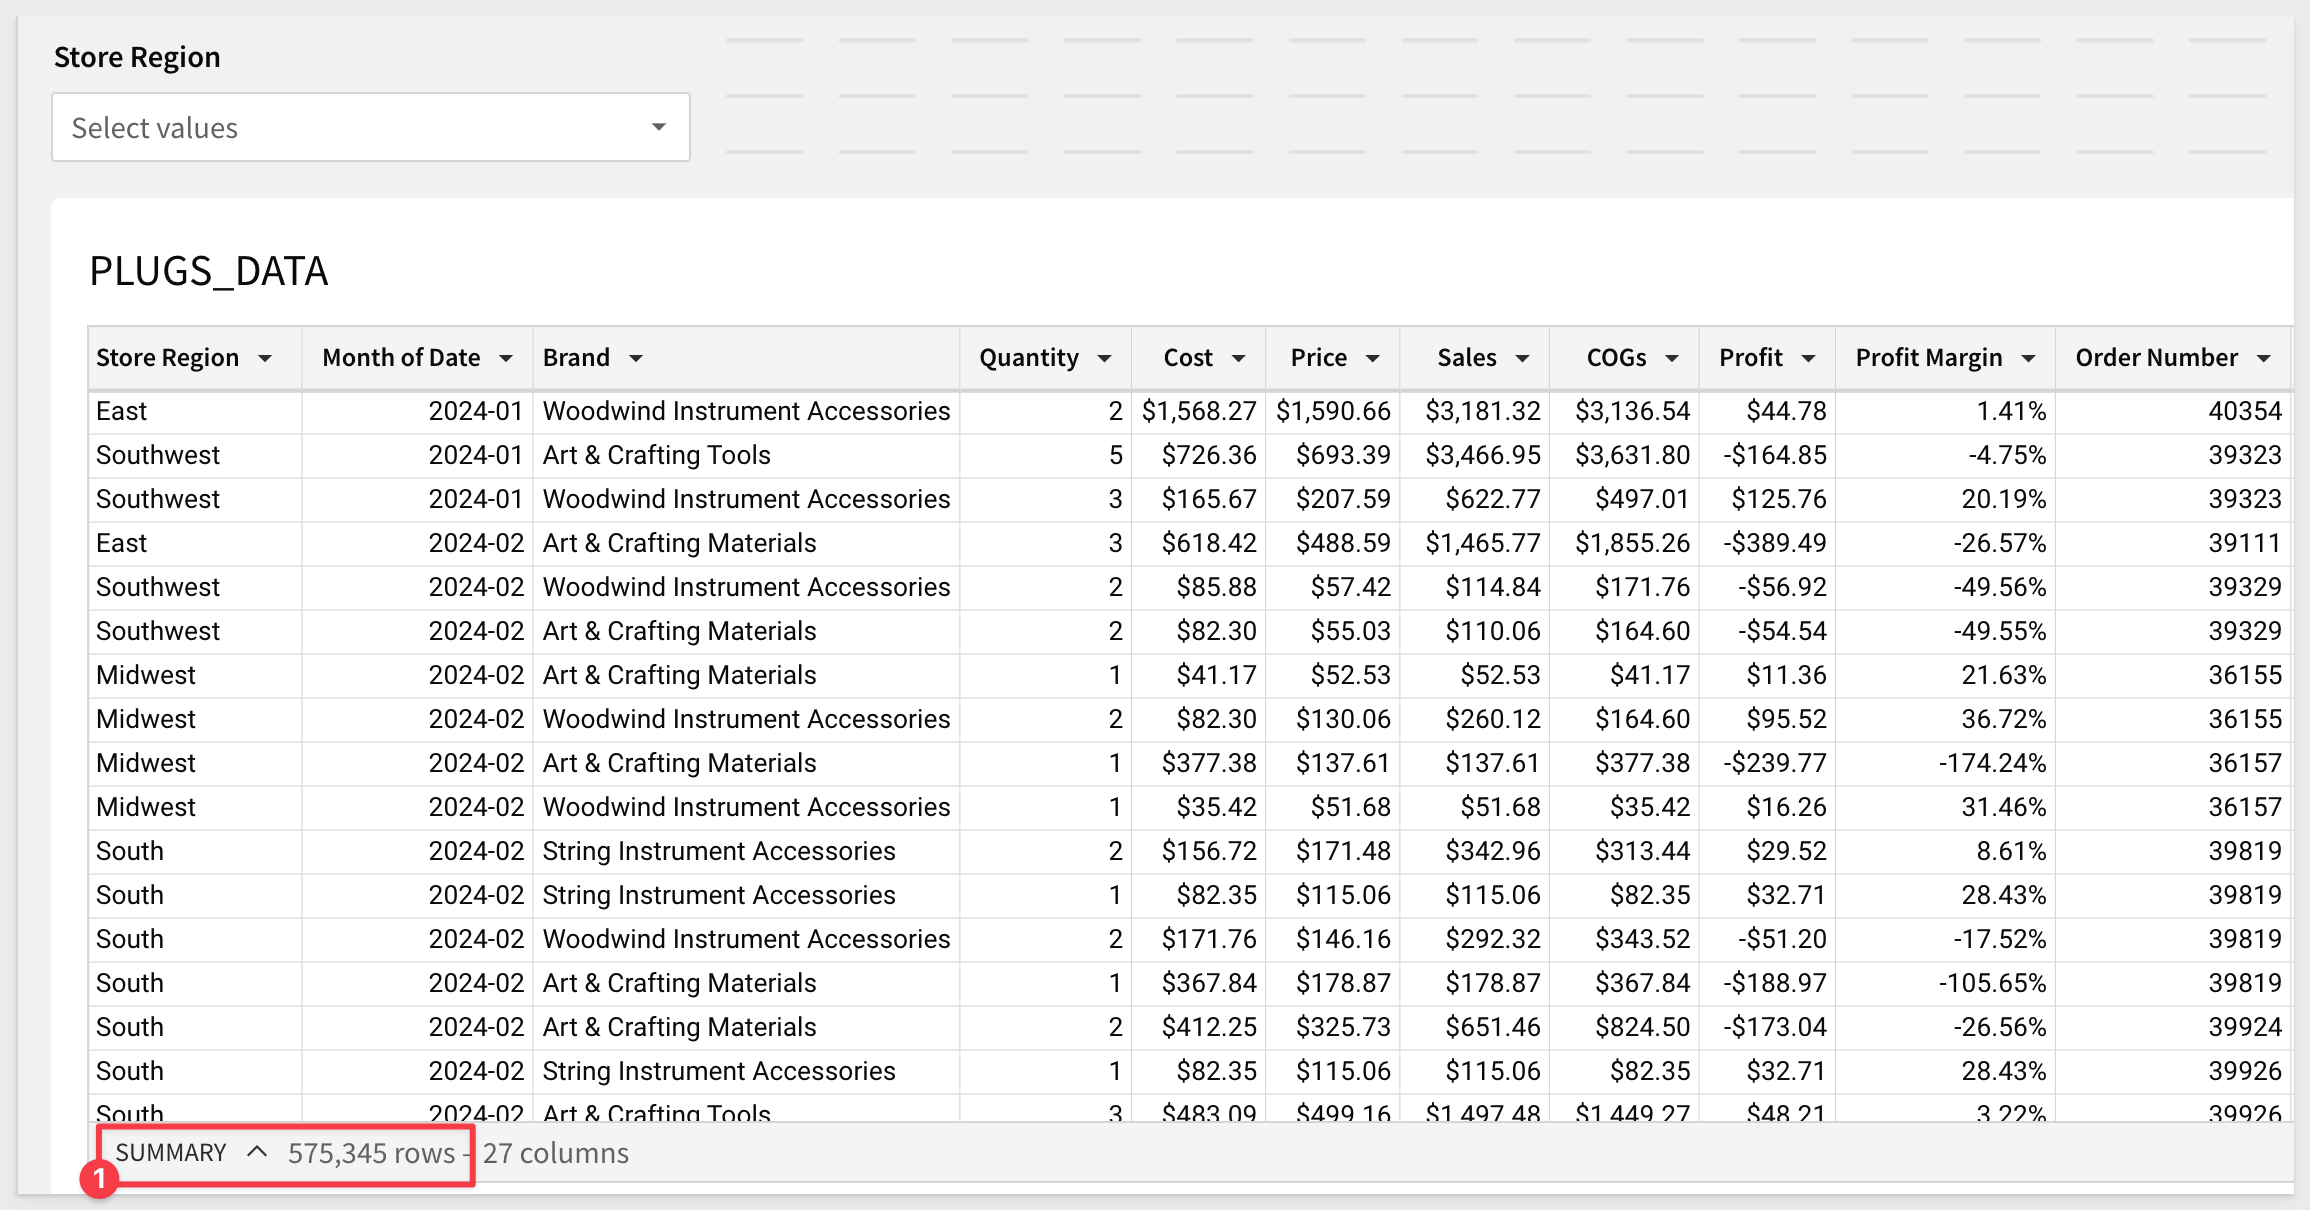 Store Region
Select values
PLUGS_DATA
Store Region Month of Date Brand Quantity Cost Price Sales COGs Profit Profit Margin Order Number
East 2024-01 Woodwind Instrument Accessories 2 $1,568.27 $1,590.66 $3,181.32 $3,136.54 $44.78 1.41% 40354
Southwest 2024-01 Art & Crafting Tools 5 $726.36 $693.39 $3,466.95 $3,631.80 -$164.85 -4.75% 39323
Southwest 2024-01 Woodwind Instrument Accessories 3 $165.67 $207.59 $622.77 $497.01 $125.76 20.19% 39323
East 2024-02 Art & Crafting Materials 3 $618.42 $488.59 $1,465.77 $1,855.26 -$389.49 -26.57% 39111
Southwest 2024-02 Woodwind Instrument Accessories 2 $85.88 $57.42 $114.84 $171.76 -$56.92 -49.56% 39329
Southwest 2024-02 Art & Crafting Materials 2 $82.30 $55.03 $110.06 $164.60 -$54.54 -49.55% 39329
Midwest 2024-02 Art & Crafting Materials 1 $41.17 $52.53 $52.53 $41.17 $11.36 21.63% 36155
Midwest 2024-02 Woodwind Instrument Accessories 2 $82.30 $130.06 $260.12 $164.60 $95.52 36.72% 36155
Midwest 2024-02 Art & Crafting Materials 1 $377.38 $137.61 $137.61 $377.38 -$239.77 -174.24% 36157
Midwest 2024-02 Woodwind Instrument Accessories 1 $35.42 $51.68 $51.68 $35.42 $16.26 31.46% 36157
South 2024-02 String Instrument Accessories 2 $156.72 $171.48 $342.96 $313.44 $29.52 8.61% 39819
South 2024-02 String Instrument Accessories 1 $82.35 $115.06 $115.06 $82.35 $32.71 28.43% 39819
South 2024-02 Woodwind Instrument Accessories 2 $171.76 $146.16 $292.32 $343.52 -$51.20 -17.52% 39819
South 2024-02 Art & Crafting Materials 1 $367.84 $178.87 $178.87 $367.84 -$188.97 -105.65% 39819
South 2024-02 Art & Crafting Materials 2 $412.25 $325.73 $651.46 $824.50 -$173.04 -26.56% 39924
South 2024-02 String Instrument Accessories 1 $82.35 $115.06 $115.06 $82.35 $32.71 28.43% 39926
South 2024-02 Art & Crafting Tools 3 $483.09 $499.16 $1,497.48 $1,449.27 $48.21 3.22% 39926
SUMMARY 575,345 rows - 27 columns
1